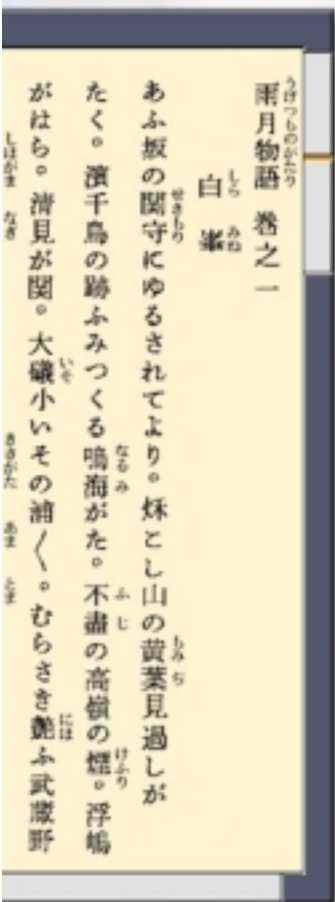 雨月物語 巻之一
白峯
あふ坂の関守にゆるされてより。秌こし山の黄葉見過しが
たく。濱千鳥の跡ふみつくる鳴海がた。不盡の高嶺の煙。浮嶋
がはら。清見が関。大礒小いその浦〱。むらさき艶ふ武蔵野